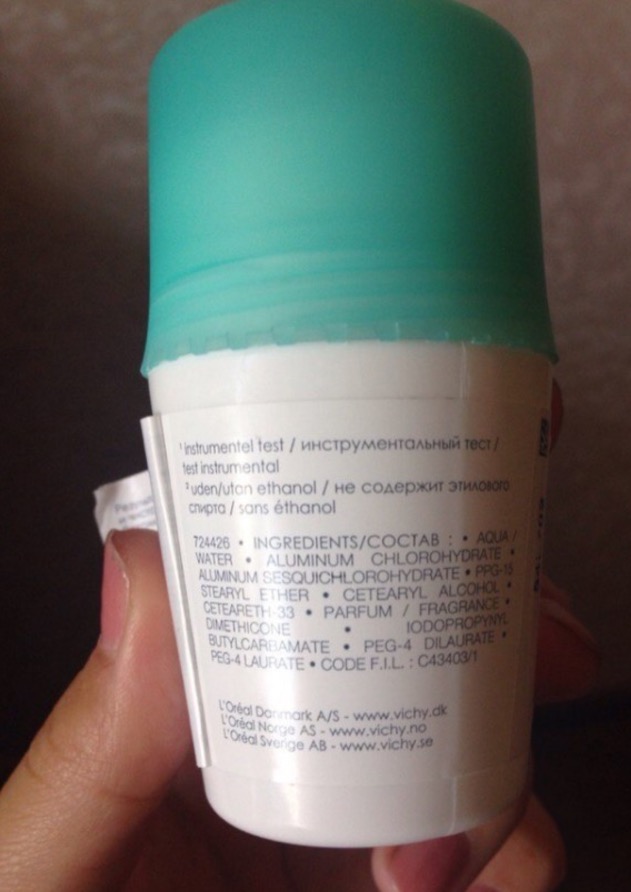 ¹ instrumentel test / инструментальный тест /
test instrumental
² uden/utan ethanol / не содержит этилового
спирта / sans éthanol
724426 • INGREDIENTS/СОСТАВ : • AQUA /
WATER • ALUMINUM CHLOROHYDRATE •
ALUMINUM SESQUICHLOROHYDRATE • PPG-15
STEARYL ETHER • CETEARYL ALCOHOL •
CETEARETH-33 • PARFUM / FRAGRANCE •
DIMETHICONE • IODOPROPYNYL
BUTYLCARBAMATE • PEG-4 DILAURATE •
PEG-4 LAURATE • CODE F.I.L. : C43403/1
L'Oréal Danmark A/S - www.vichy.dk
L'Oréal Norge AS - www.vichy.no
L'Oréal Sverige AB - www.vichy.se